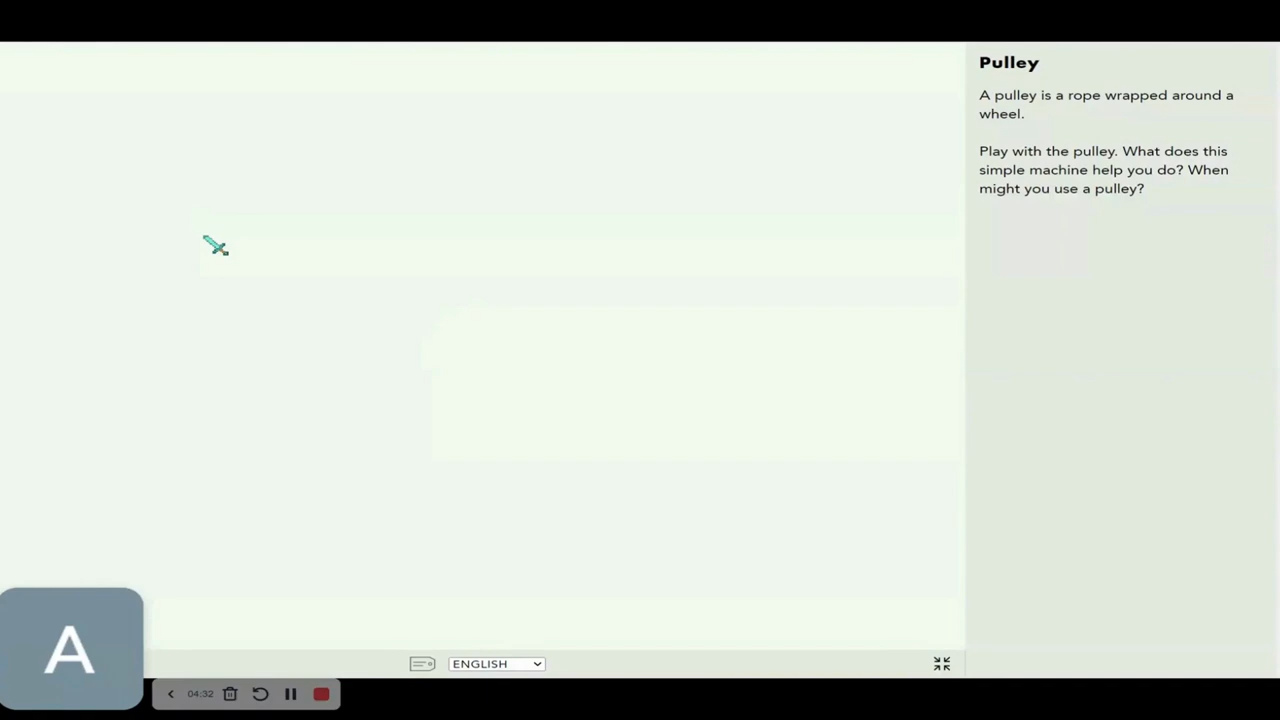 Pulley
A pulley is a rope wrapped around a
wheel.
Play with the pulley. What does this
simple machine help you do? When
might you use a pulley?
A
ENGLISH
04:32